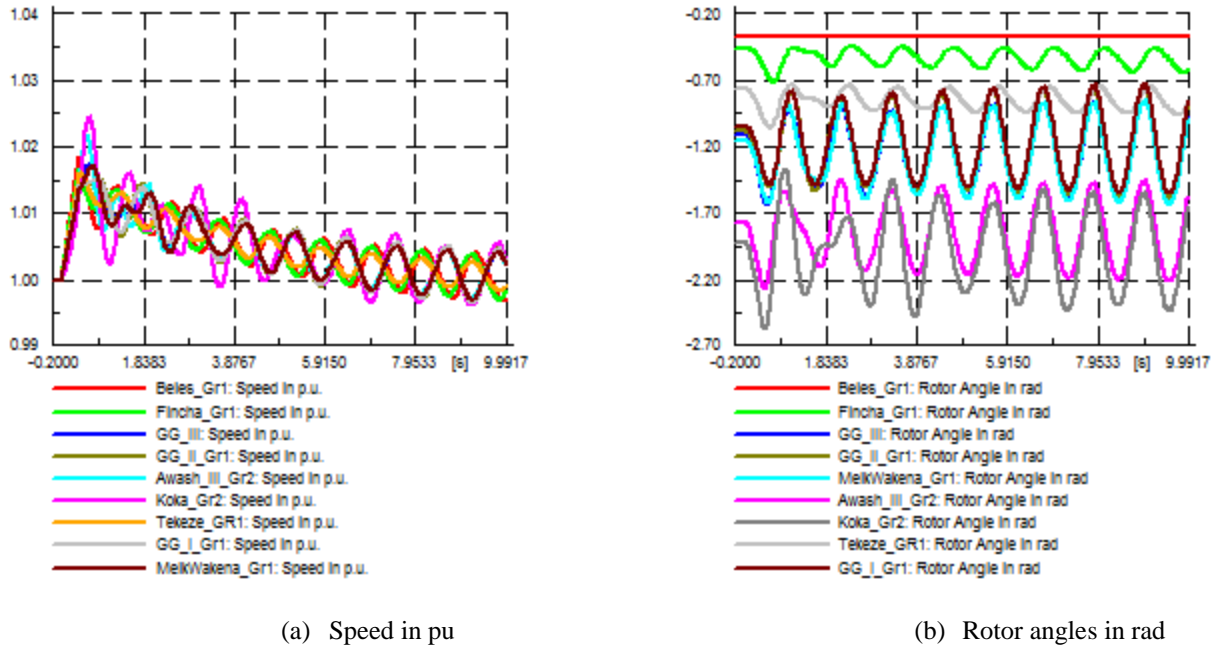 1.04
1.03
1.02
1.01
1.00
0.99
-0.2000 1.8383 3.8767 5.9150 7.9533 [s] 9.9917
Beles_Gr1: Speed in p.u.
Fincha_Gr1: Speed in p.u.
GG_III: Speed in p.u.
GG_II_Gr1: Speed in p.u.
Awash_III_Gr2: Speed in p.u.
Koka_Gr2: Speed in p.u.
Tekeze_GR1: Speed in p.u.
GG_I_Gr1: Speed in p.u.
MelkWakena_Gr1: Speed in p.u.
(a) Speed in pu
-0.20
-0.70
-1.20
-1.70
-2.20
-2.70
-0.2000 1.8383 3.8767 5.9150 7.9533 [s] 9.9917
Beles_Gr1: Rotor Angle in rad
Fincha_Gr1: Rotor Angle in rad
GG_III: Rotor Angle in rad
GG_II_Gr1: Rotor Angle in rad
MelkWakena_Gr1: Rotor Angle in rad
Awash_III_Gr2: Rotor Angle in rad
Koka_Gr2: Rotor Angle in rad
Tekeze_GR1: Rotor Angle in rad
GG_I_Gr1: Rotor Angle in rad
(b) Rotor angles in rad